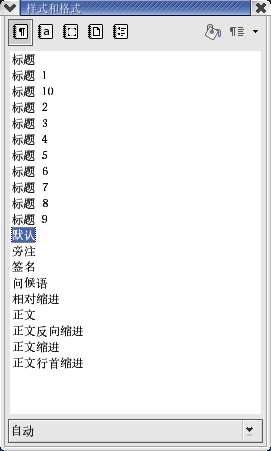 样式和格式
标题
标题 1
标题 10
标题 2
标题 3
标题 4
标题 5
标题 6
标题 7
标题 8
标题 9
默认
旁注
签名
问候语
相对缩进
正文
正文反向缩进
正文缩进
正文行首缩进
自动